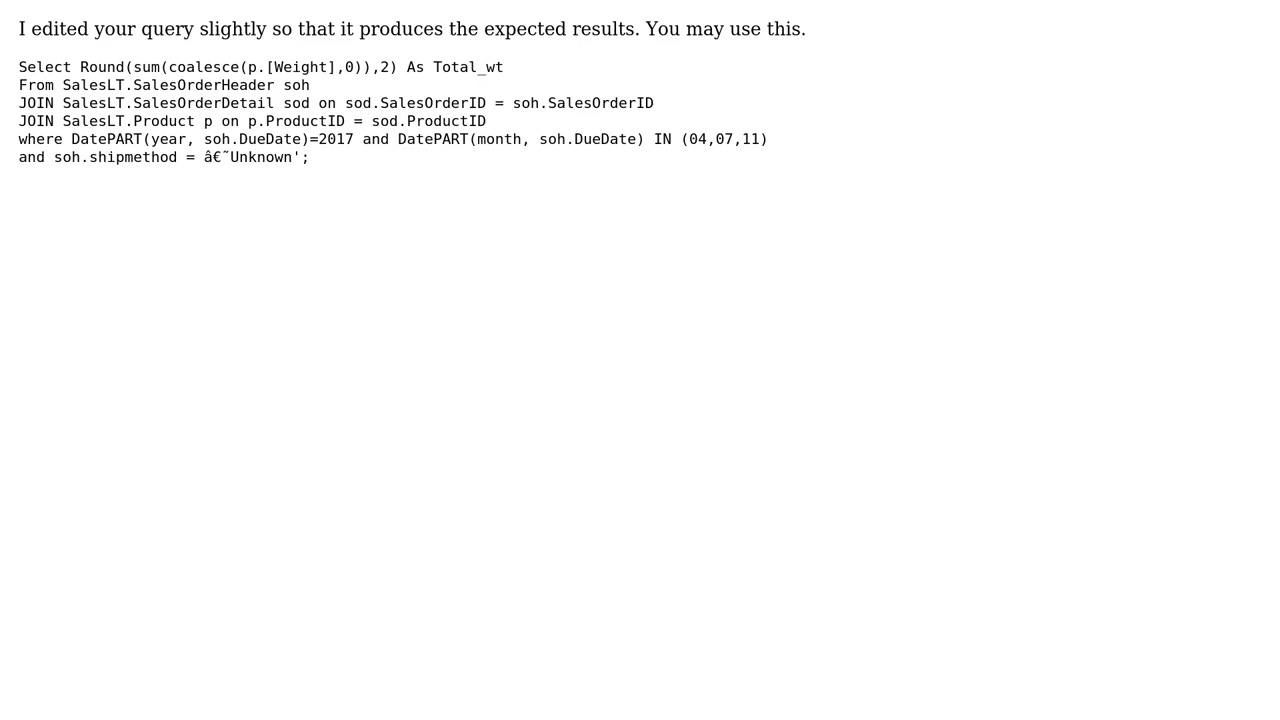 I edited your query slightly so that it produces the expected results. You may use this.
Select Round(sum(coalesce(p.[Weight],0)),2) As Total_wt
From SalesLT.SalesOrderHeader soh
JOIN SalesLT.SalesOrderDetail sod on sod.SalesOrderID = soh.SalesOrderID
JOIN SalesLT.Product p on p.ProductID = sod.ProductID
where DatePART(year, soh.DueDate)=2017 and DatePART(month, soh.DueDate) IN (04,07,11)
and soh.shipmethod = â€˜Unknown';